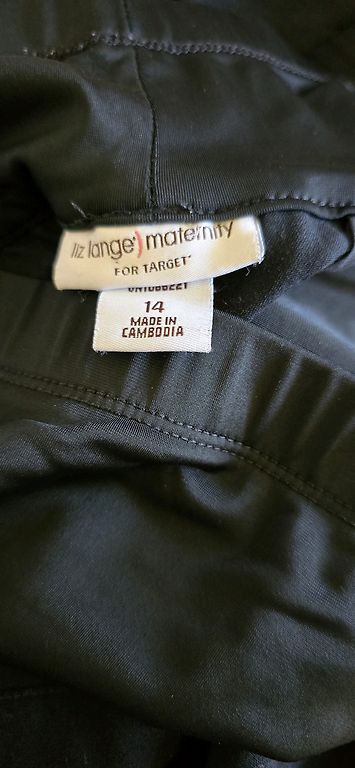 liz lange) maternity
FOR TARGET
14
MADE IN
CAMBODIA